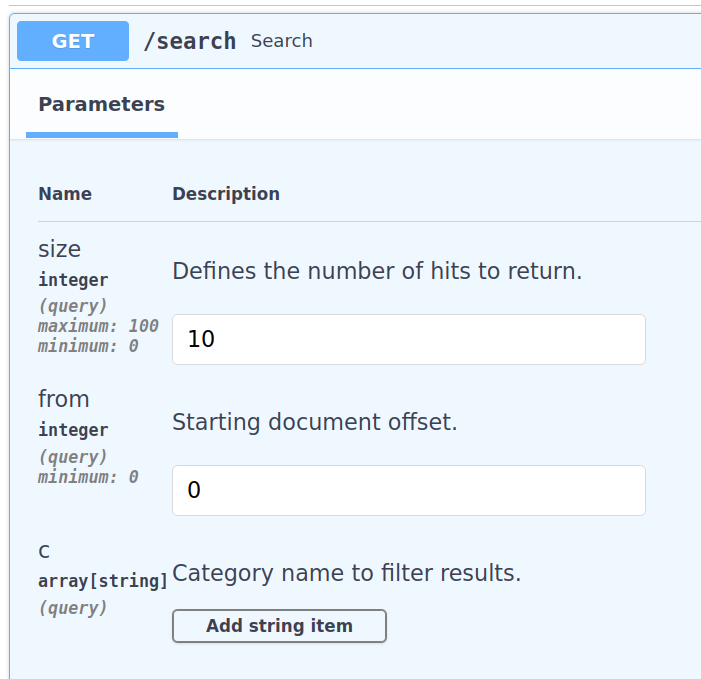 GET /search Search
Parameters
Name Description
size
integer
(query)
maximum: 100
minimum: 0
Defines the number of hits to return.
10
from
integer
(query)
minimum: 0
Starting document offset.
0
c
array[string]
(query)
Category name to filter results.
Add string item